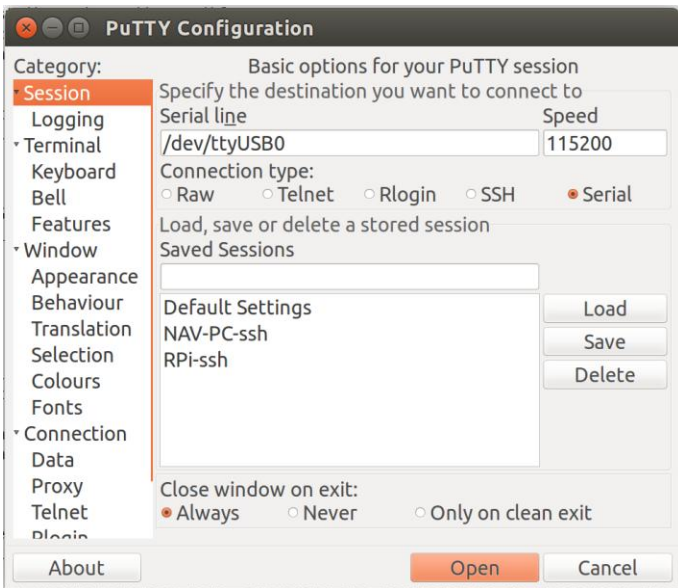 PuTTY Configuration
Category:
Session
Logging
Terminal
Keyboard
Bell
Features
Window
Appearance
Behaviour
Translation
Selection
Colours
Fonts
Connection
Data
Proxy
Telnet
Basic options for your PuTTY session
Specify the destination you want to connect to
Serial line Speed
/dev/ttyUSB0 115200
Connection type:
Raw Telnet Rlogin SSH Serial
Load, save or delete a stored session
Saved Sessions
Default Settings
NAV-PC-ssh
RPi-ssh
Load
Save
Delete
Close window on exit:
Always Never Only on clean exit
About Open Cancel